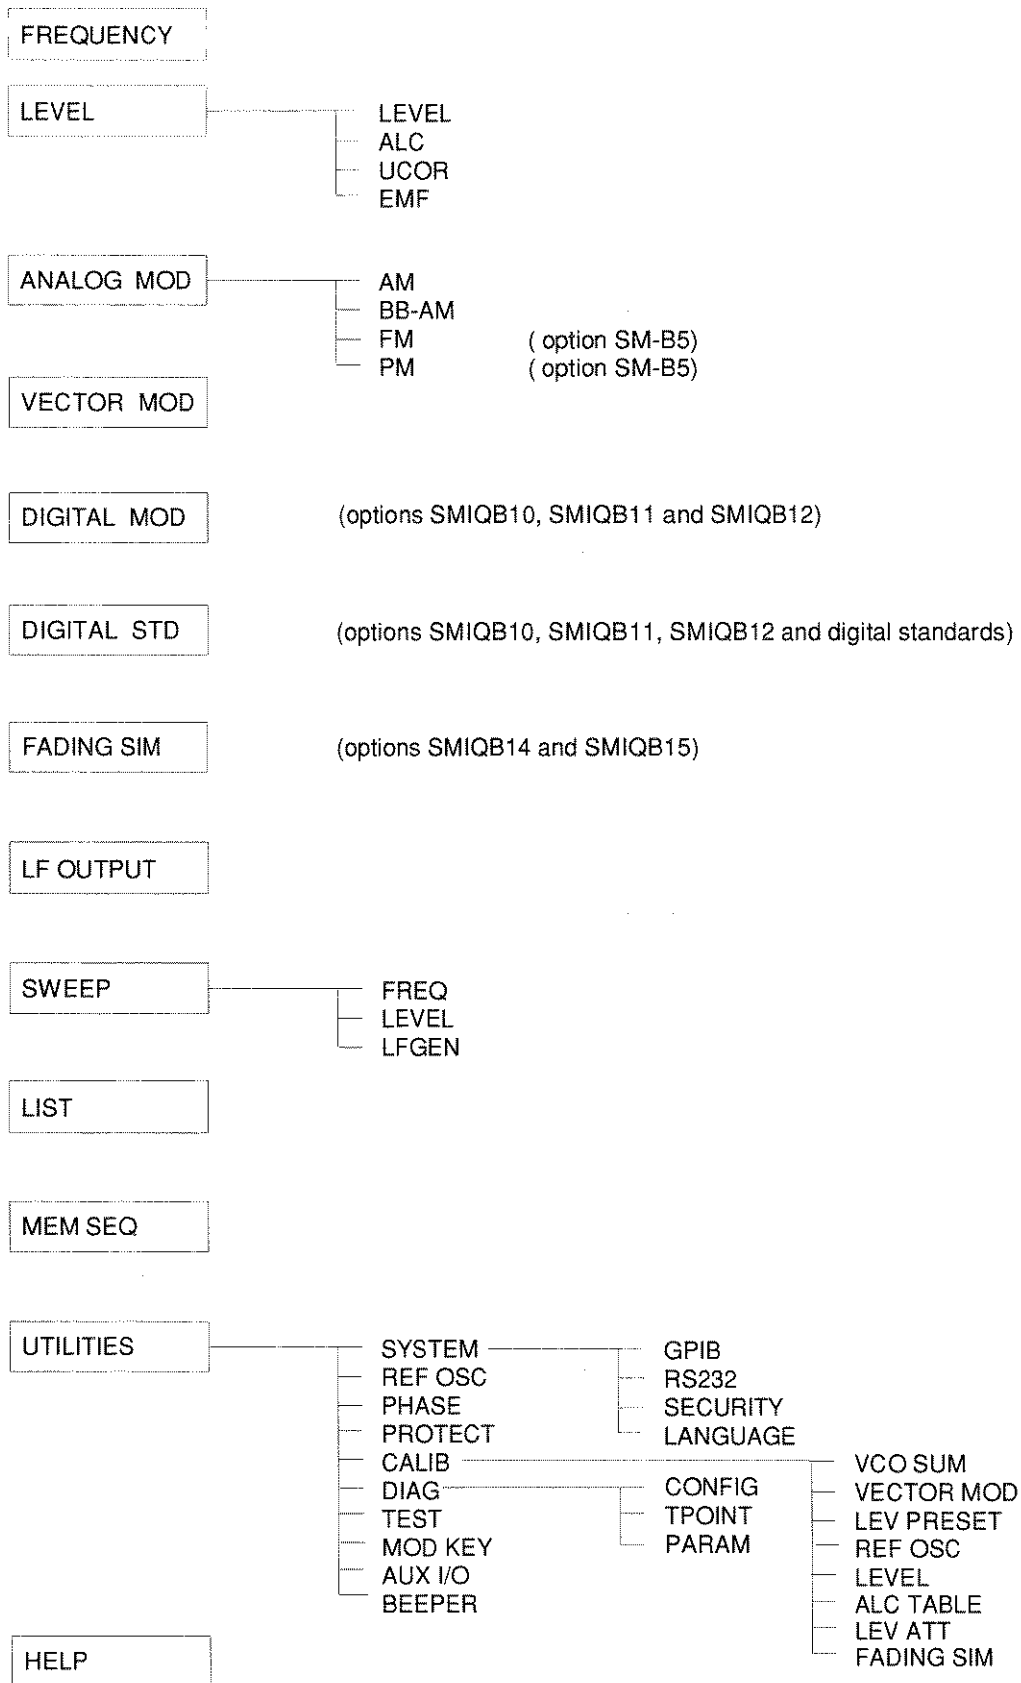 FREQUENCY
LEVEL
LEVEL
ALC
UCOR
EMF
ANALOG MOD
AM
BB-AM
FM ( option SM-B5)
PM ( option SM-B5)
VECTOR MOD
DIGITAL MOD (options SMIQB10, SMIQB11 and SMIQB12)
DIGITAL STD (options SMIQB10, SMIQB11, SMIQB12 and digital standards)
FADING SIM (options SMIQB14 and SMIQB15)
LF OUTPUT
SWEEP
FREQ
LEVEL
LFGEN
LIST
MEM SEQ
UTILITIES
SYSTEM
REF OSC
PHASE
PROTECT
CALIB
DIAG
TEST
MOD KEY
AUX I/O
BEEPER
GPIB
RS232
SECURITY
LANGUAGE
CONFIG
TPOINT
PARAM
VCO SUM
VECTOR MOD
LEV PRESET
REF OSC
LEVEL
ALC TABLE
LEV ATT
FADING SIM
HELP